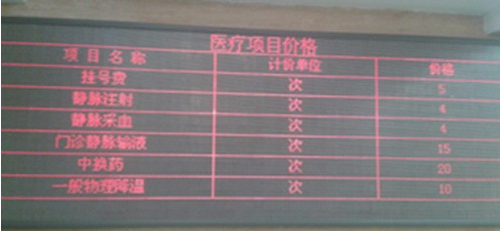 医疗项目价格
项目名称 计价单位 价格
挂号费 次 5
静脉注射 次 4
静脉采血 次 4
门诊静脉输液 次 15
中换药 次 20
一般物理降温 次 10